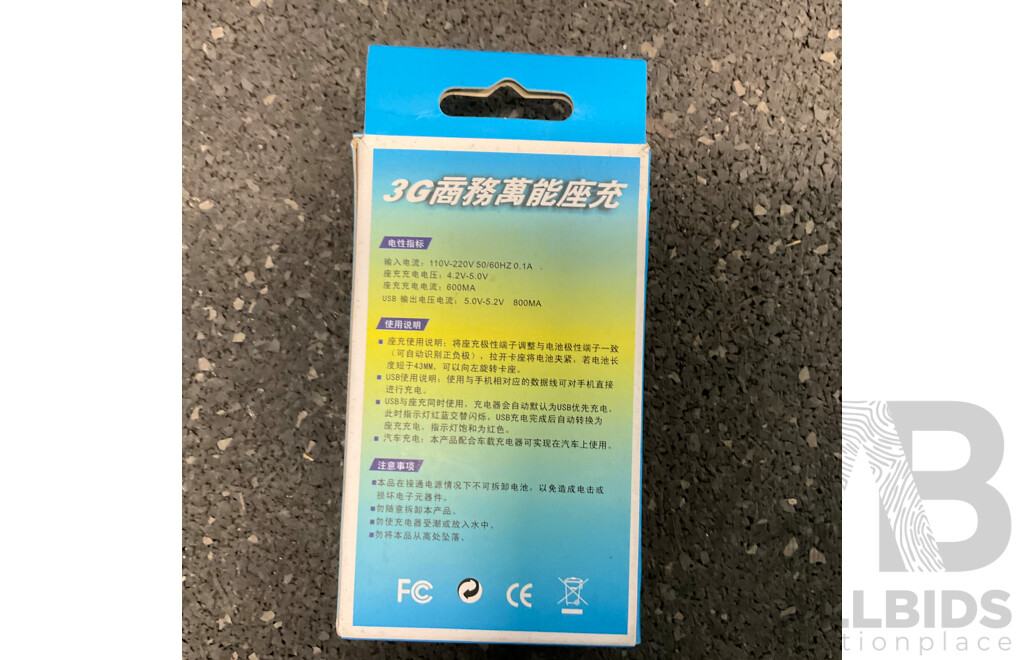 3G商務萬能座充
电性指标
输入电流：110V-220V 50/60HZ 0.1A
座充充电电压：4.2V-5.0V
座充充电电流：600MA
USB 输出电压电流：5.0V-5.2V 800MA
使用说明
■ 座充使用说明：将座充极性端子调整与电池极性端子一致
（可自动识别正负极），拉开卡座将电池夹紧，若电池长
度短于43MM，可以向左旋转卡座。
■ USB使用说明：使用与手机相对应的数据线可对手机直接
进行充电。
■ USB与座充同时使用，充电器会自动默认为USB优先充电，
此时指示灯红蓝交替闪烁，USB充电完成后自动转换为
座充充电，指示灯饱和为红色。
■ 汽车充电：本产品配合车载充电器可实现在汽车上使用。
注意事项
■本品在接通电源情况下不可拆卸电池，以免造成电击或
损坏电子元器件。
■勿随意拆卸本产品。
■勿使充电器受潮或放入水中。
■勿将本品从高处坠落。
FC CE
B
LLBIDS
tionplace